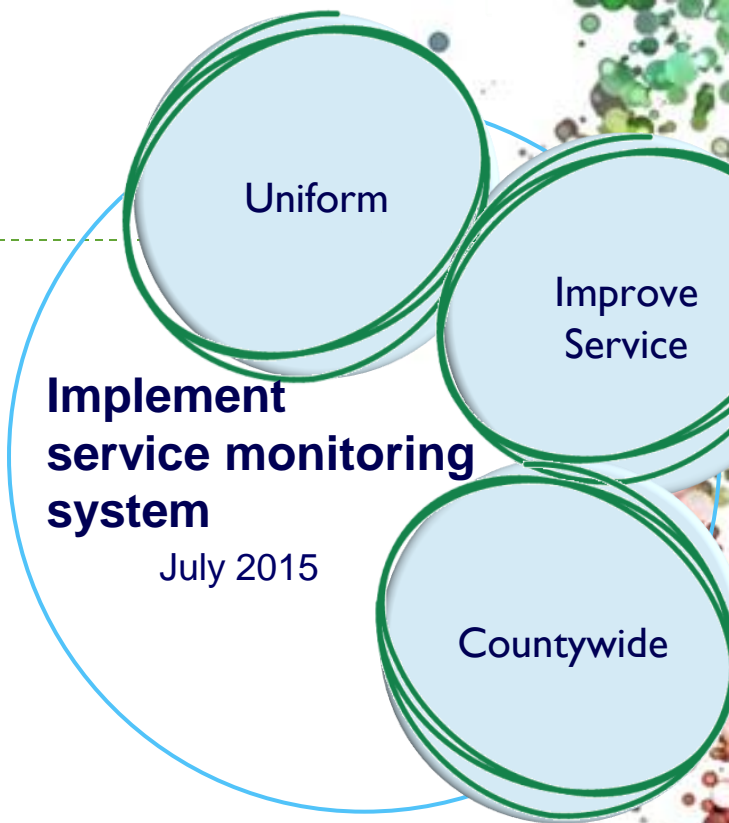 Uniform
Improve
Service
Implement
service monitoring
system
July 2015
Countywide